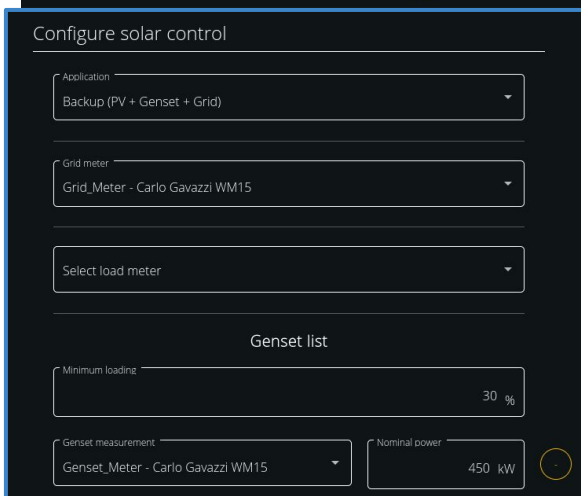 Configure solar control
Application
Backup (PV + Genset + Grid)
Grid meter
Grid_Meter - Carlo Gavazzi WM15
Select load meter
Genset list
Minimum loading
30 %
Genset measurement
Genset_Meter - Carlo Gavazzi WM15
Nominal power
450 kW
-